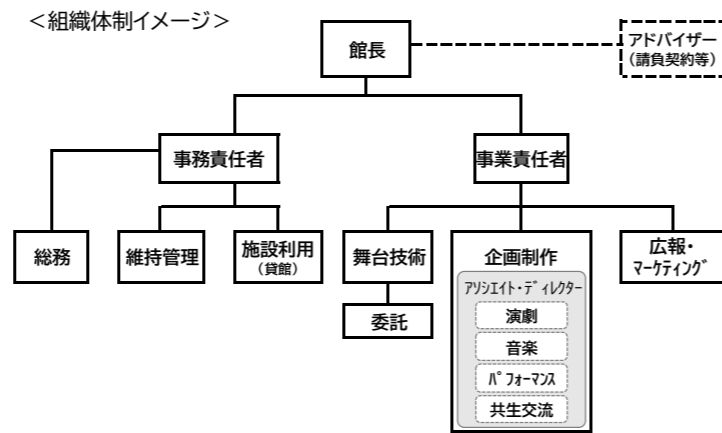 ＜組織体制イメージ＞
館長
アドバイザー
（請負契約等）
事務責任者
事業責任者
総務
維持管理
施設利用
（貸館）
舞台技術
委託
企画制作
ｱｿｼｴｲﾄ・ﾃﾞｨﾚｸﾀｰ
演劇
音楽
ﾊﾟﾌｫｰﾏﾝｽ
共生交流
広報・
ﾏｰｹﾃｨﾝｸﾞ